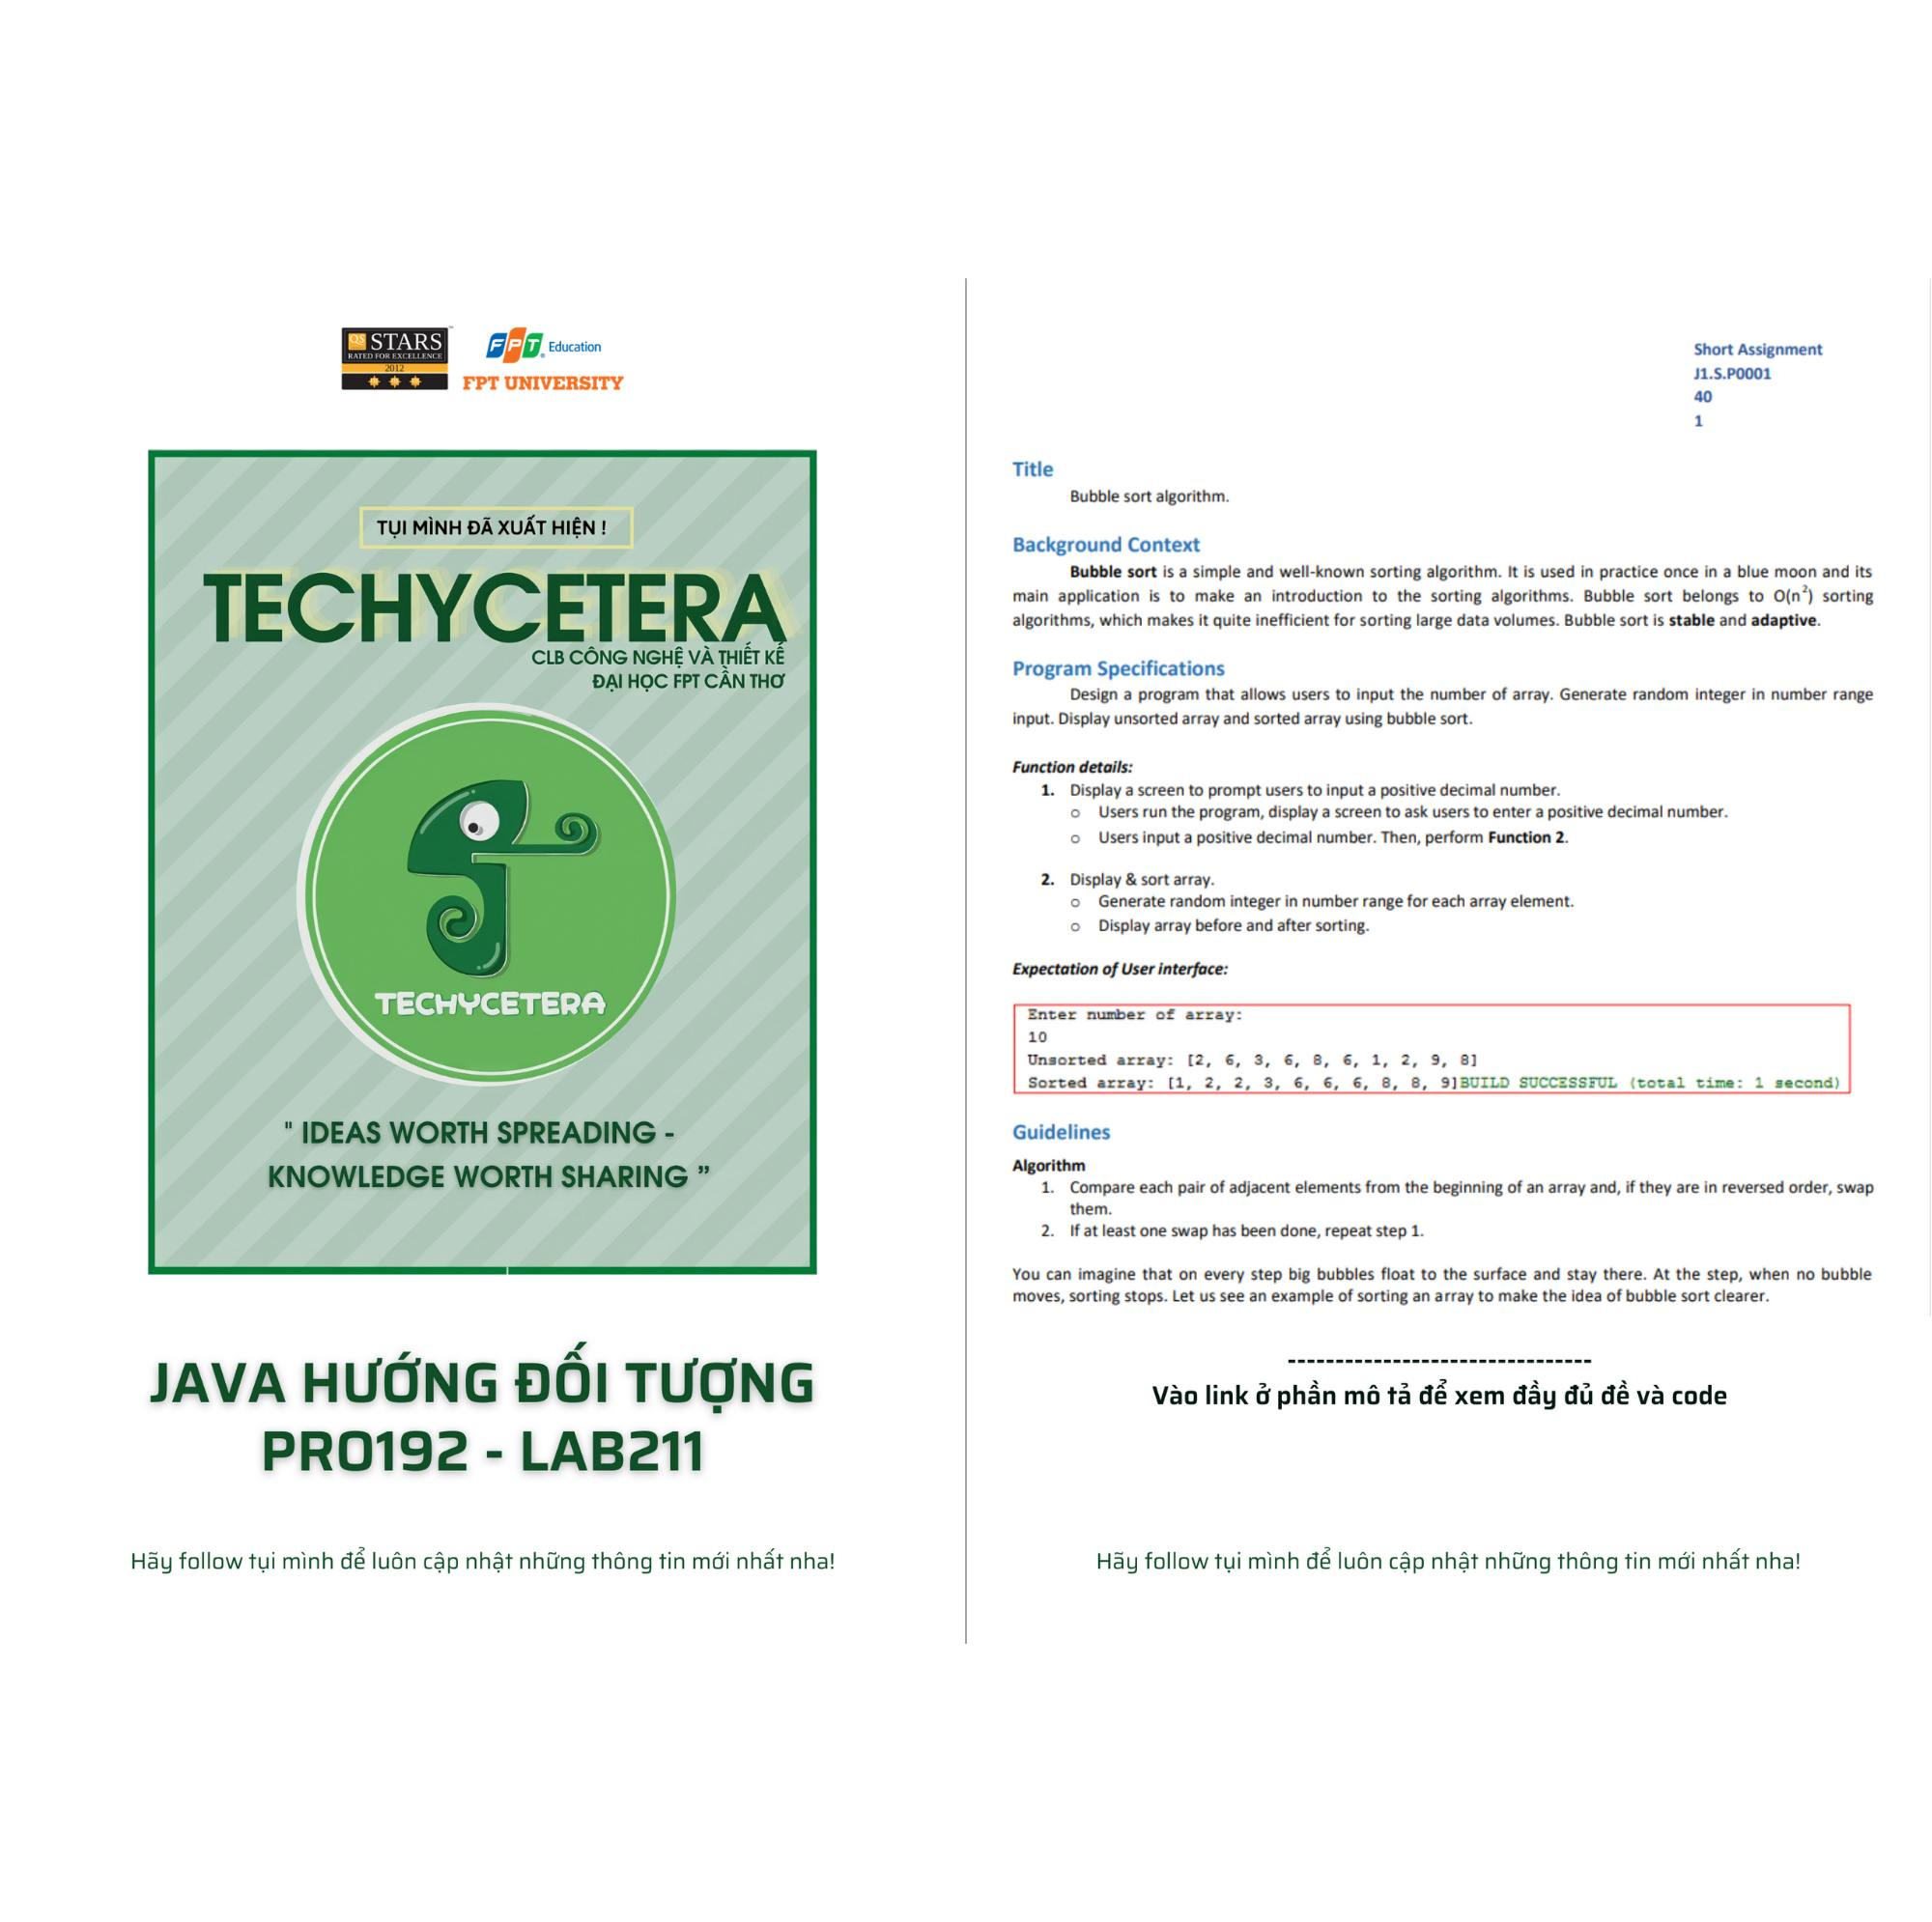 QS STARS™
RATED FOR EXCELLENCE
2012
FPT® Education
FPT UNIVERSITY
TỤI MÌNH ĐÃ XUẤT HIỆN !
TECHYCETERA
CLB CÔNG NGHỆ VÀ THIẾT KẾ
ĐẠI HỌC FPT CẦN THƠ
TECHYCETERA
" IDEAS WORTH SPREADING -
KNOWLEDGE WORTH SHARING ”
JAVA HƯỚNG ĐỐI TƯỢNG
PRO192 - LAB211
Hãy follow tụi mình để luôn cập nhật những thông tin mới nhất nha!
Short Assignment
J1.S.P0001
40
1
Title
Bubble sort algorithm.
Background Context
Bubble sort is a simple and well-known sorting algorithm. It is used in practice once in a blue moon and its
main application is to make an introduction to the sorting algorithms. Bubble sort belongs to O(n²) sorting
algorithms, which makes it quite inefficient for sorting large data volumes. Bubble sort is stable and adaptive.
Program Specifications
Design a program that allows users to input the number of array. Generate random integer in number range
input. Display unsorted array and sorted array using bubble sort.
Function details:
1. Display a screen to prompt users to input a positive decimal number.
o Users run the program, display a screen to ask users to enter a positive decimal number.
o Users input a positive decimal number. Then, perform Function 2.
2. Display & sort array.
o Generate random integer in number range for each array element.
o Display array before and after sorting.
Expectation of User interface:
Enter number of array:
10
Unsorted array: [2, 6, 3, 6, 8, 6, 1, 2, 9, 8]
Sorted array: [1, 2, 2, 3, 6, 6, 6, 8, 8, 9]BUILD SUCCESSFUL (total time: 1 second)
Guidelines
Algorithm
1. Compare each pair of adjacent elements from the beginning of an array and, if they are in reversed order, swap
them.
2. If at least one swap has been done, repeat step 1.
You can imagine that on every step big bubbles float to the surface and stay there. At the step, when no bubble
moves, sorting stops. Let us see an example of sorting an array to make the idea of bubble sort clearer.
--------------------------------
Vào link ở phần mô tả để xem đầy đủ đề và code
Hãy follow tụi mình để luôn cập nhật những thông tin mới nhất nha!